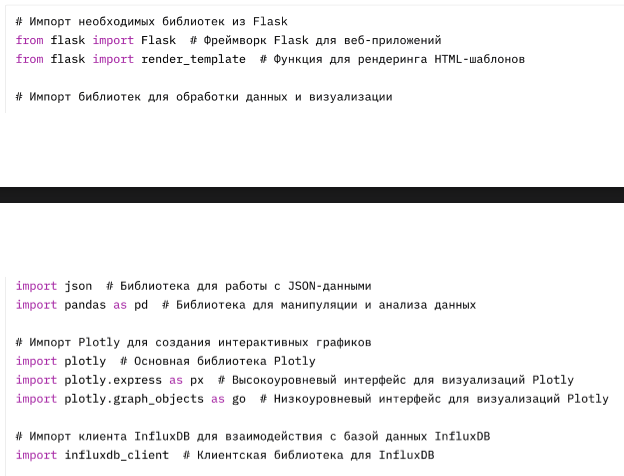 # Импорт необходимых библиотек из Flask
from flask import Flask  # Фреймворк Flask для веб-приложений
from flask import render_template  # Функция для рендеринга HTML-шаблонов
# Импорт библиотек для обработки данных и визуализации
import json  # Библиотека для работы с JSON-данными
import pandas as pd  # Библиотека для манипуляции и анализа данных
# Импорт Plotly для создания интерактивных графиков
import plotly  # Основная библиотека Plotly
import plotly.express as px  # Высокоуровневый интерфейс для визуализаций Plotly
import plotly.graph_objects as go  # Низкоуровневый интерфейс для визуализаций Plotly
# Импорт клиента InfluxDB для взаимодействия с базой данных InfluxDB
import influxdb_client  # Клиентская библиотека для InfluxDB